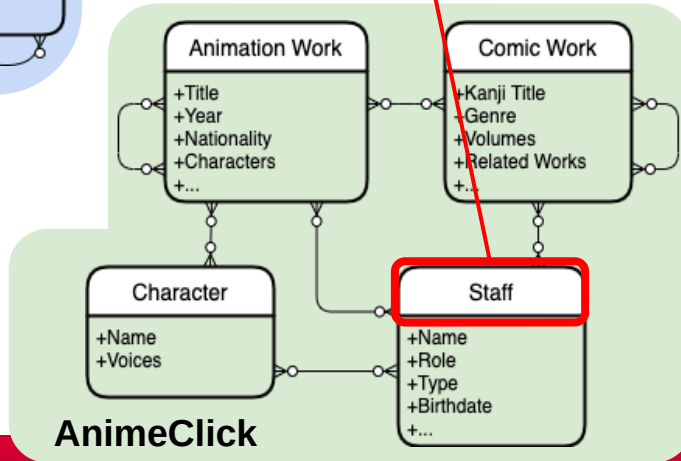 Animation Work
+Title
+Year
+Nationality
+Characters
+...
Comic Work
+Kanji Title
+Genre
+Volumes
+Related Works
+...
Character
+Name
+Voices
Staff
+Name
+Role
+Type
+Birthdate
+...
AnimeClick